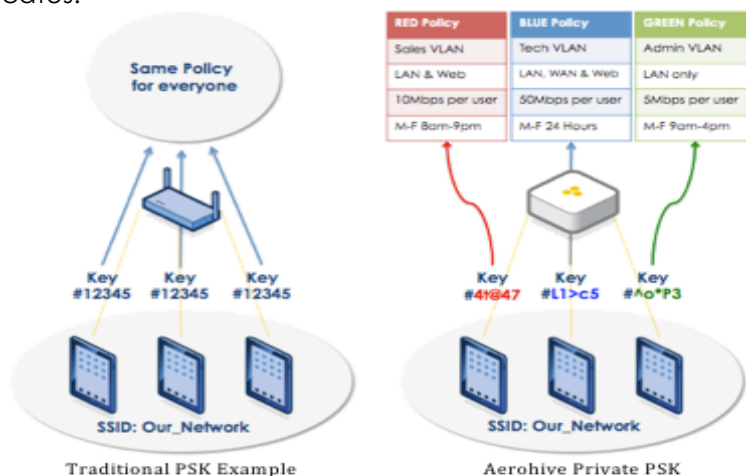 cates.
Same Policy
for everyone
Key Key Key
#12345 #12345 #12345
SSID: Our_Network
Traditional PSK Example
RED Policy BLUE Policy GREEN Policy
Sales VLAN Tech VLAN Admin VLAN
LAN & Web LAN, WAN & Web LAN only
10Mbps per user 50Mbps per user 5Mbps per user
M-F 8am-9pm M-F 24 Hours M-F 9am-4pm
Key Key Key
#4t@47 #L1>c5 #^o*P3
SSID: Our_Network
Aerohive Private PSK